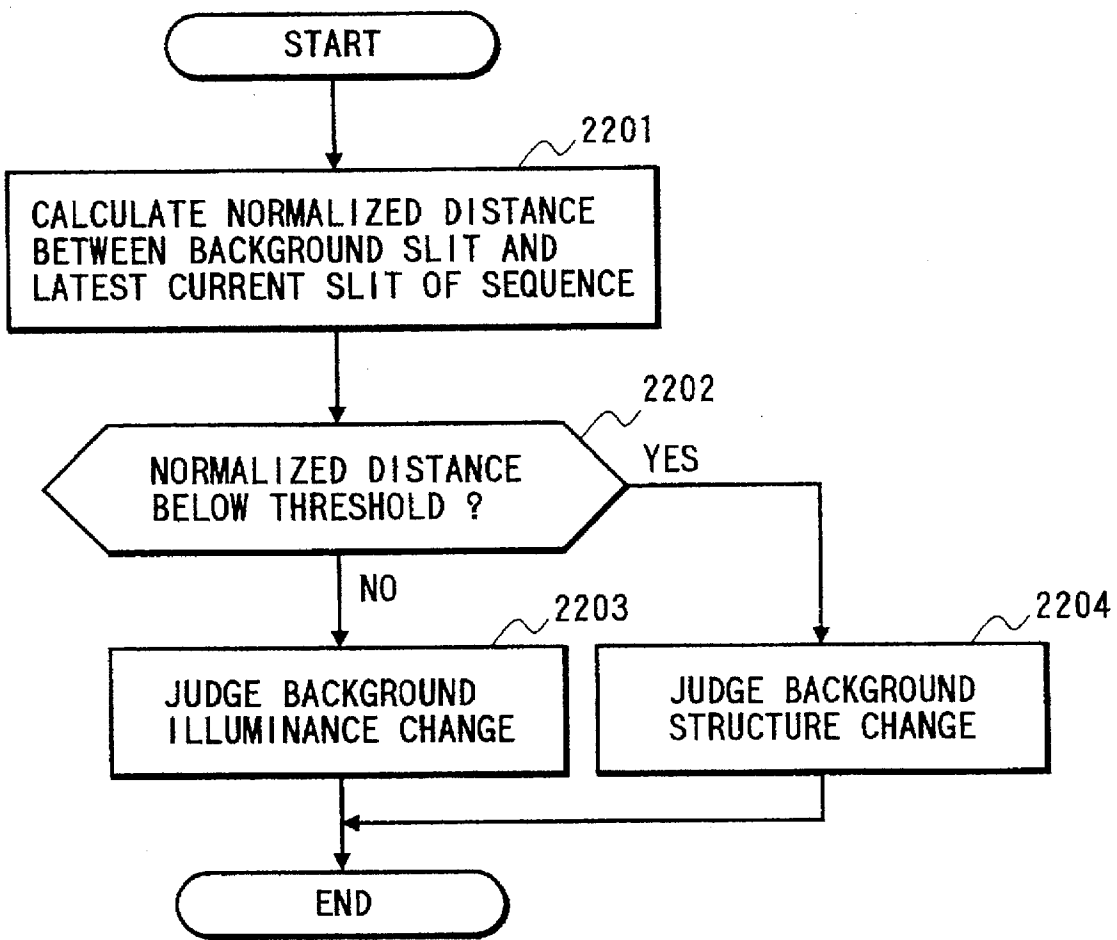 START
2201
CALCULATE NORMALIZED DISTANCE
BETWEEN BACKGROUND SLIT AND
LATEST CURRENT SLIT OF SEQUENCE
2202
NORMALIZED DISTANCE
BELOW THRESHOLD ?
YES
NO
2203
JUDGE BACKGROUND
ILLUMINANCE CHANGE
2204
JUDGE BACKGROUND
STRUCTURE CHANGE
END